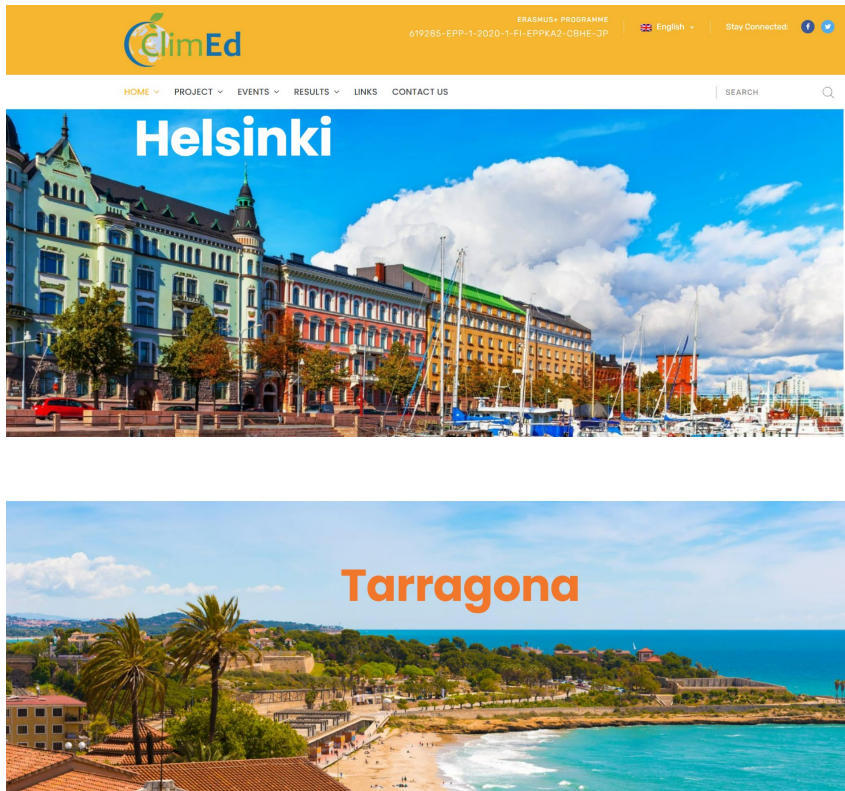 ClimEd
ERASMUS+ PROGRAMME
619285-EPP-1-2020-1-FI-EPPKA2-CBHE-JP
English
Stay Connected:
HOME PROJECT EVENTS RESULTS LINKS CONTACT US
SEARCH
Helsinki
Tarragona